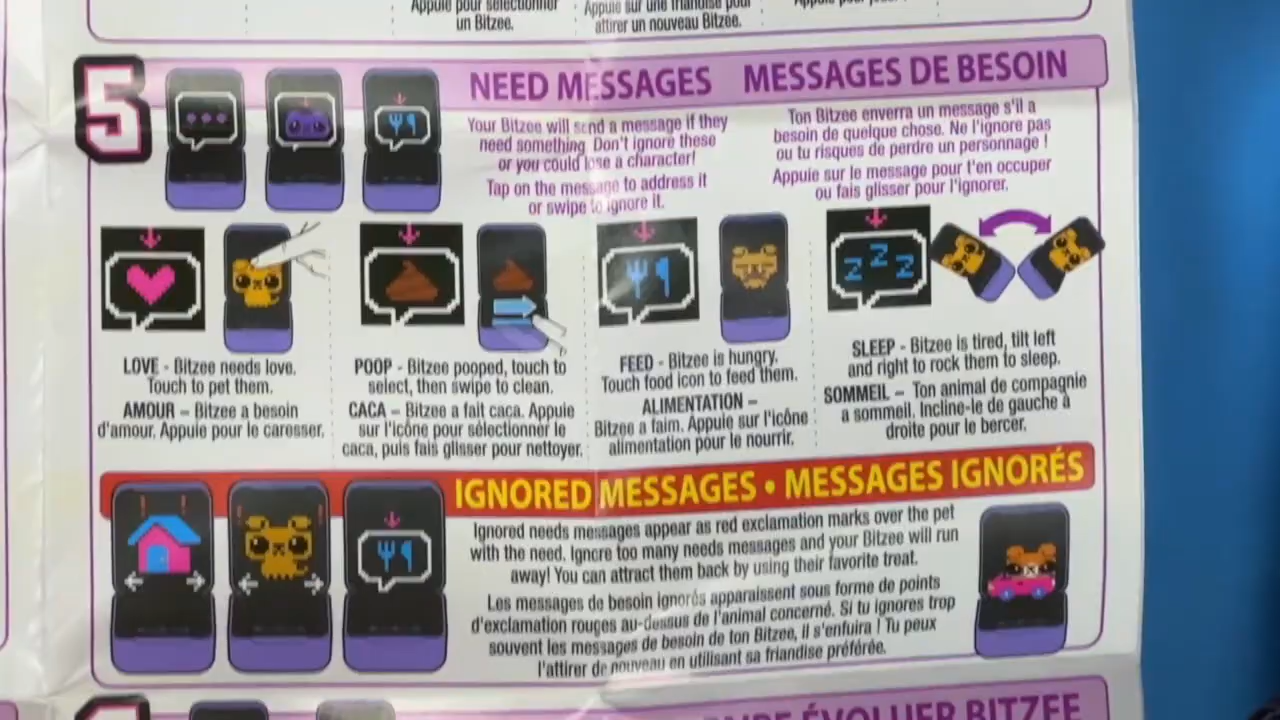 Appuie pour sélectionner
un Bitzee.
Appuie sur une friandise pour
attirer un nouveau Bitzee.
5
NEED MESSAGES
Your Bitzee will send a message if they
need something. Don't ignore these
or you could lose a character!
Tap on the message to address it
or swipe to ignore it.
MESSAGES DE BESOIN
Ton Bitzee enverra un message s'il a
besoin de quelque chose. Ne l'ignore pas
ou tu risques de perdre un personnage !
Appuie sur le message pour t'en occuper
ou fais glisser pour l'ignorer.
LOVE - Bitzee needs love.
Touch to pet them.
AMOUR – Bitzee a besoin
d'amour. Appuie pour le caresser.
POOP - Bitzee pooped, touch to
select, then swipe to clean.
CACA – Bitzee a fait caca. Appuie
sur l'icône pour sélectionner le
caca, puis fais glisser pour nettoyer.
FEED - Bitzee is hungry.
Touch food icon to feed them.
ALIMENTATION –
Bitzee a faim. Appuie sur l'icône
alimentation pour le nourrir.
Z Z Z
SLEEP - Bitzee is tired, tilt left
and right to rock them to sleep.
SOMMEIL – Ton animal de compagnie
a sommeil. Incline-le de gauche à
droite pour le bercer.
IGNORED MESSAGES • MESSAGES IGNORÉS
Ignored needs messages appear as red exclamation marks over the pet
with the need. Ignore too many needs messages and your Bitzee will run
away! You can attract them back by using their favorite treat.
Les messages de besoin ignorés apparaissent sous forme de points
d'exclamation rouges au-dessus de l'animal concerné. Si tu ignores trop
souvent les messages de besoin de ton Bitzee, il s'enfuira ! Tu peux
l'attirer de nouveau en utilisant sa friandise préférée.
ÉVOLUER BITZEE